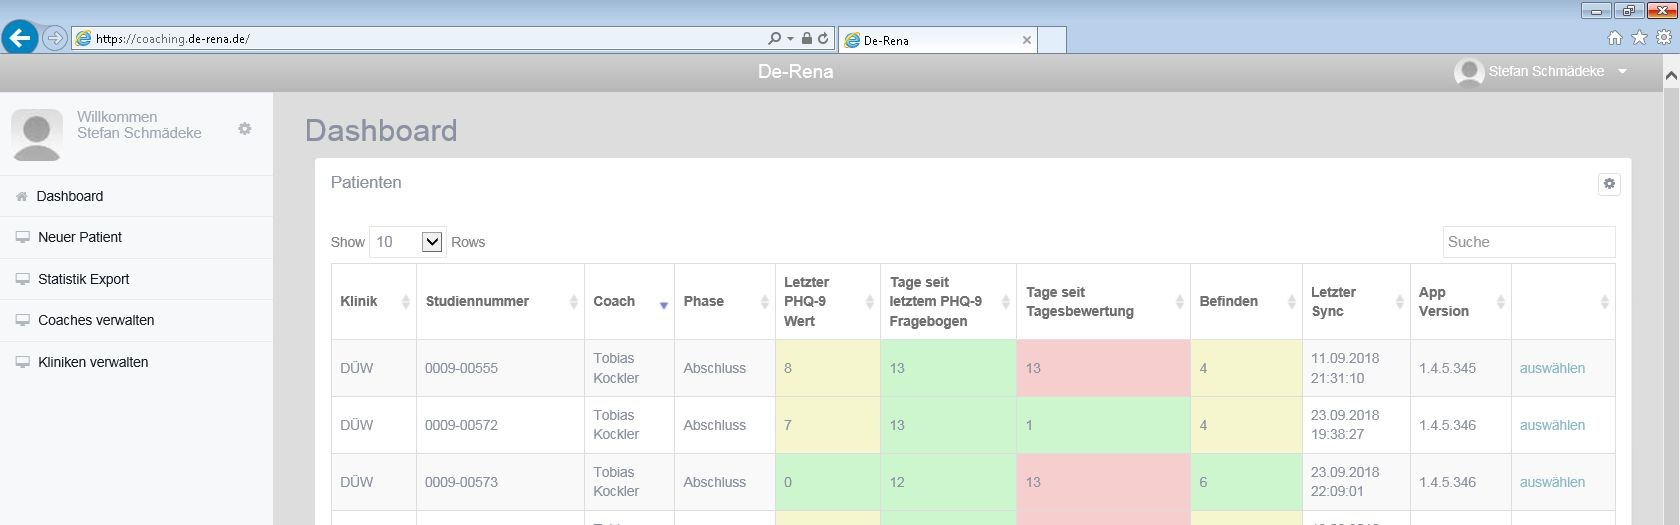 https://coaching.de-rena.de/
De-Rena
De-Rena
Stefan Schmädeke
Willkommen
Stefan Schmädeke
Dashboard
Neuer Patient
Statistik Export
Coaches verwalten
Kliniken verwalten
Dashboard
Patienten
Show 10 Rows
Suche
Klinik
Studiennummer
Coach
Phase
Letzter
PHQ-9
Wert
Tage seit
letztem PHQ-9
Fragebogen
Tage seit
Tagesbewertung
Befinden
Letzter
Sync
App
Version
DÜW
0009-00555
Tobias
Kockler
Abschluss
8
13
13
4
11.09.2018
21:31:10
1.4.5.345
auswählen
DÜW
0009-00572
Tobias
Kockler
Abschluss
7
13
1
4
23.09.2018
19:38:27
1.4.5.346
auswählen
DÜW
0009-00573
Tobias
Kockler
Abschluss
0
12
13
6
23.09.2018
22:09:01
1.4.5.346
auswählen